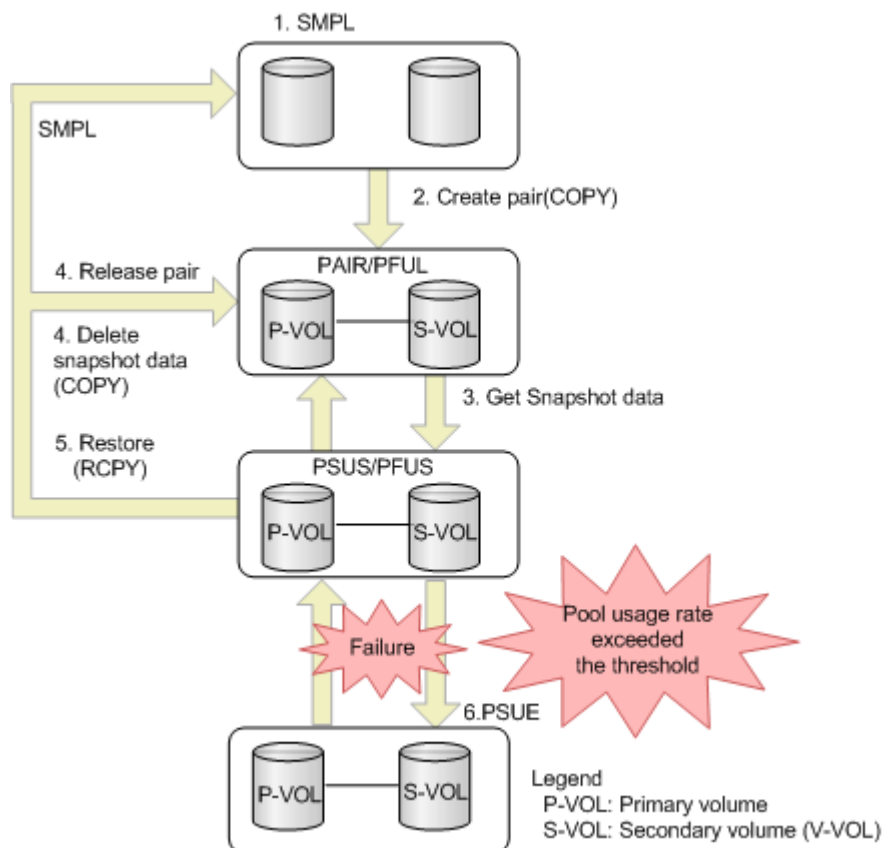 1. SMPL
SMPL
2. Create pair(COPY)
PAIR/PFUL
4. Release pair
P-VOL
S-VOL
4. Delete
snapshot data
(COPY)
3. Get Snapshot data
5. Restore
(RCPY)
PSUS/PFUS
P-VOL
S-VOL
Failure
Pool usage rate
exceeded
the threshold
6.PSUE
P-VOL
S-VOL
Legend
P-VOL: Primary volume
S-VOL: Secondary volume (V-VOL)